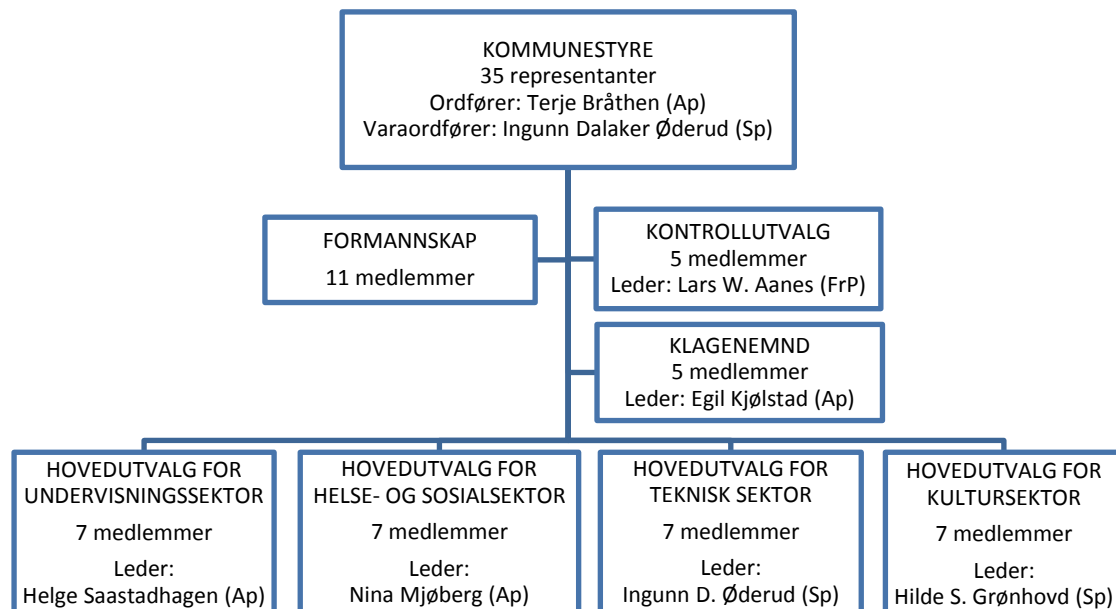 KOMMUNESTYRE
35 representanter
Ordfører: Terje Bråthen (Ap)
Varaordfører: Ingunn Dalaker Øderud (Sp)
FORMANNSKAP
11 medlemmer
KONTROLLUTVALG
5 medlemmer
Leder: Lars W. Aanes (FrP)
KLAGENEMND
5 medlemmer
Leder: Egil Kjølstad (Ap)
HOVEDUTVALG FOR
UNDERVISNINGSSEKTOR
7 medlemmer
Leder:
Helge Saastadhagen (Ap)
HOVEDUTVALG FOR
HELSE- OG SOSIALSEKTOR
7 medlemmer
Leder:
Nina Mjøberg (Ap)
HOVEDUTVALG FOR
TEKNISK SEKTOR
7 medlemmer
Leder:
Ingunn D. Øderud (Sp)
HOVEDUTVALG FOR
KULTURSEKTOR
7 medlemmer
Leder:
Hilde S. Grønhovd (Sp)